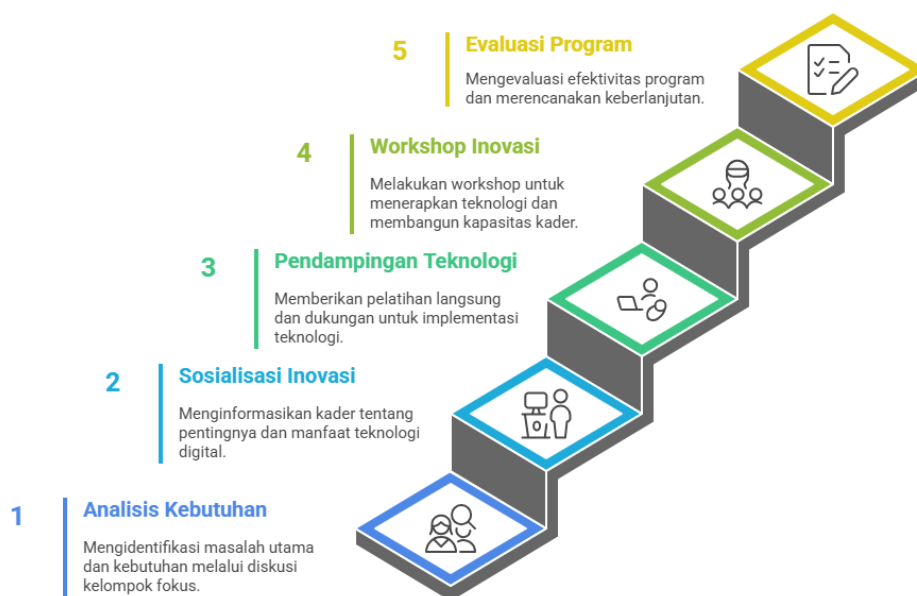 5
Evaluasi Program
Mengevaluasi efektivitas program
dan merencanakan keberlanjutan.
4
Workshop Inovasi
Melakukan workshop untuk
menerapkan teknologi dan
membangun kapasitas kader.
3
Pendampingan Teknologi
Memberikan pelatihan langsung
dan dukungan untuk implementasi
teknologi.
2
Sosialisasi Inovasi
Menginformasikan kader tentang
pentingnya dan manfaat teknologi
digital.
1
Analisis Kebutuhan
Mengidentifikasi masalah utama
dan kebutuhan melalui diskusi
kelompok fokus.